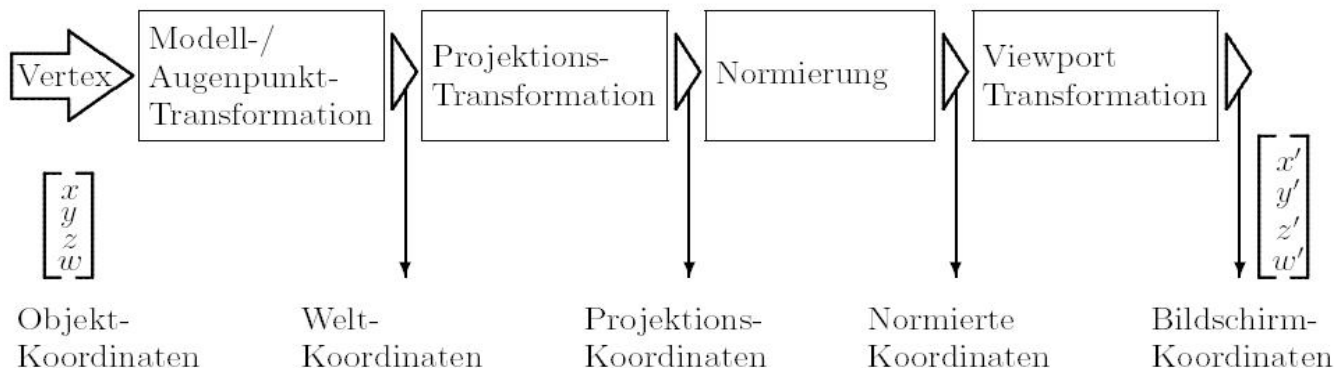 Vertex
Modell-/
Augenpunkt-
Transformation
Projektions-
Transformation
Normierung
Viewport
Transformation
x
y
z
w
x′
y′
z′
w′
Objekt-
Koordinaten
Welt-
Koordinaten
Projektions-
Koordinaten
Normierte
Koordinaten
Bildschirm-
Koordinaten